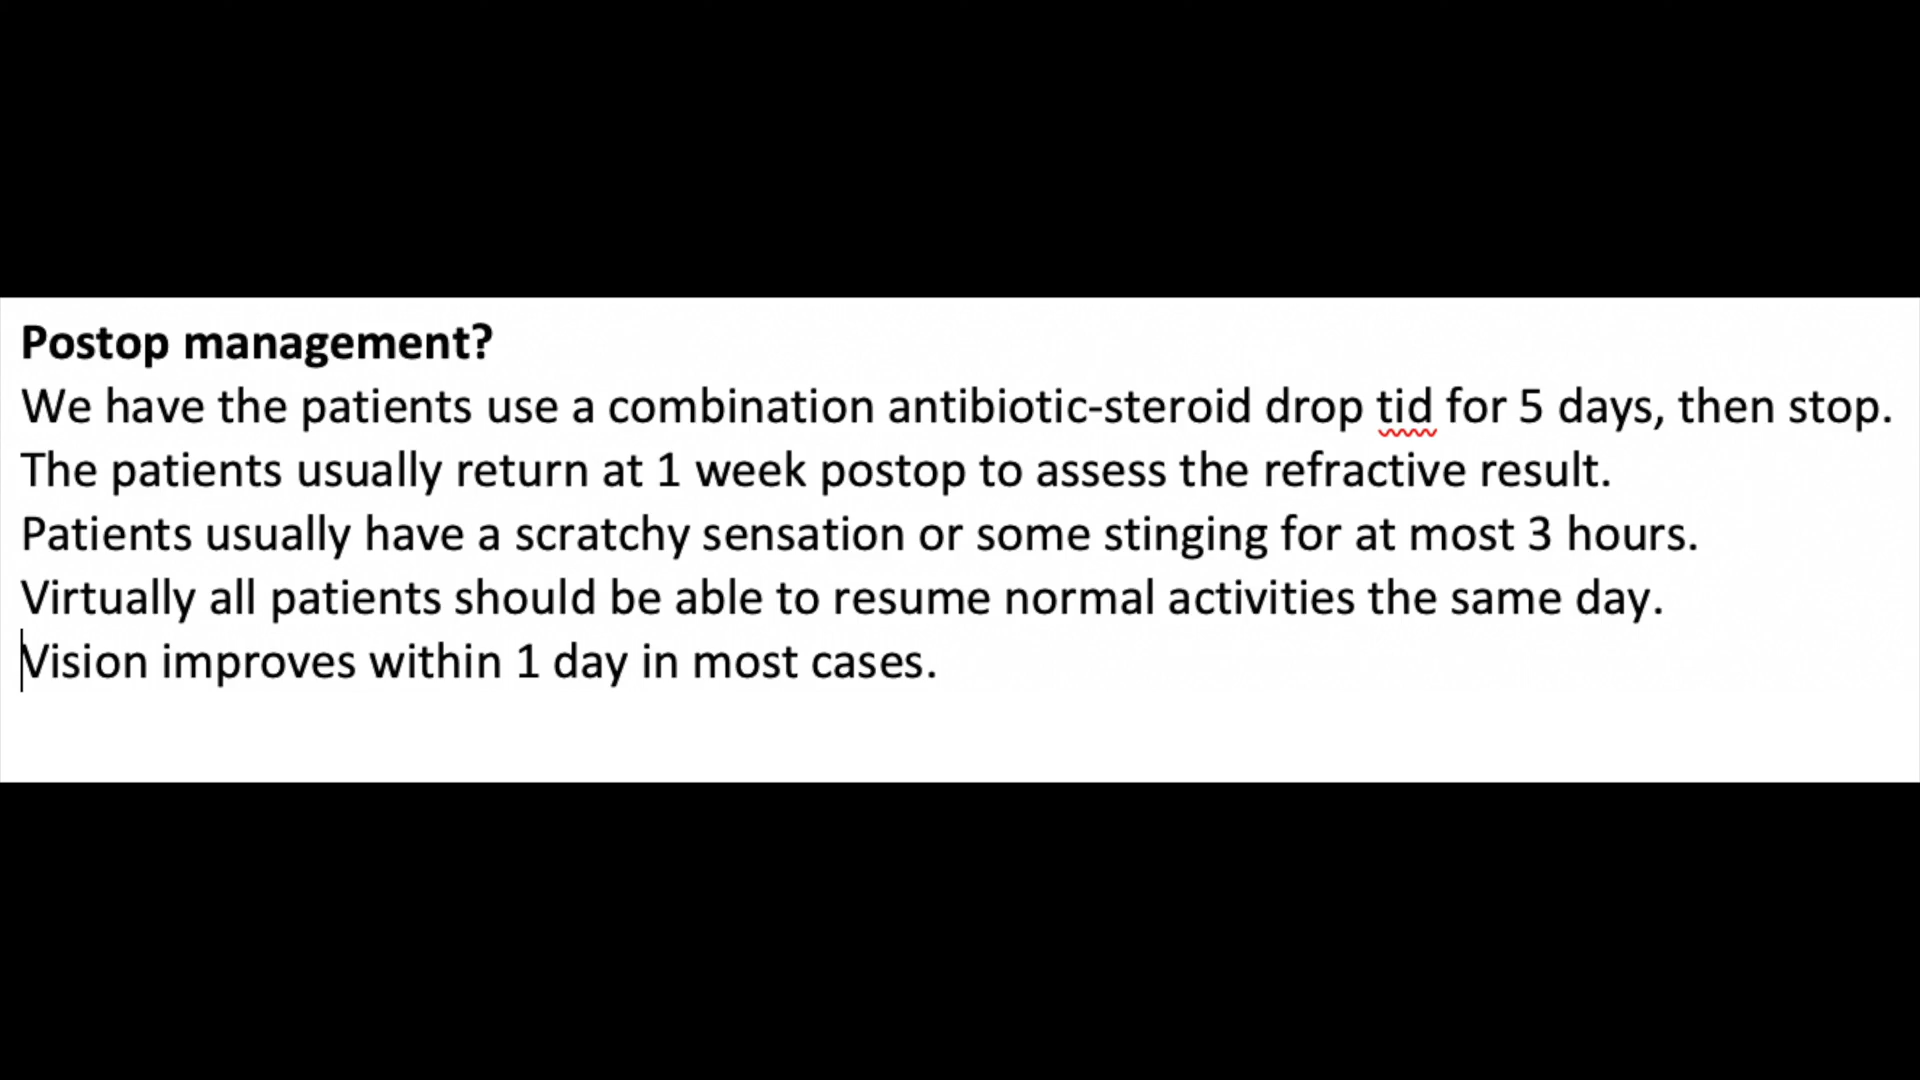 Postop management?
We have the patients use a combination antibiotic-steroid drop tid for 5 days, then stop.
The patients usually return at 1 week postop to assess the refractive result.
Patients usually have a scratchy sensation or some stinging for at most 3 hours.
Virtually all patients should be able to resume normal activities the same day.
Vision improves within 1 day in most cases.